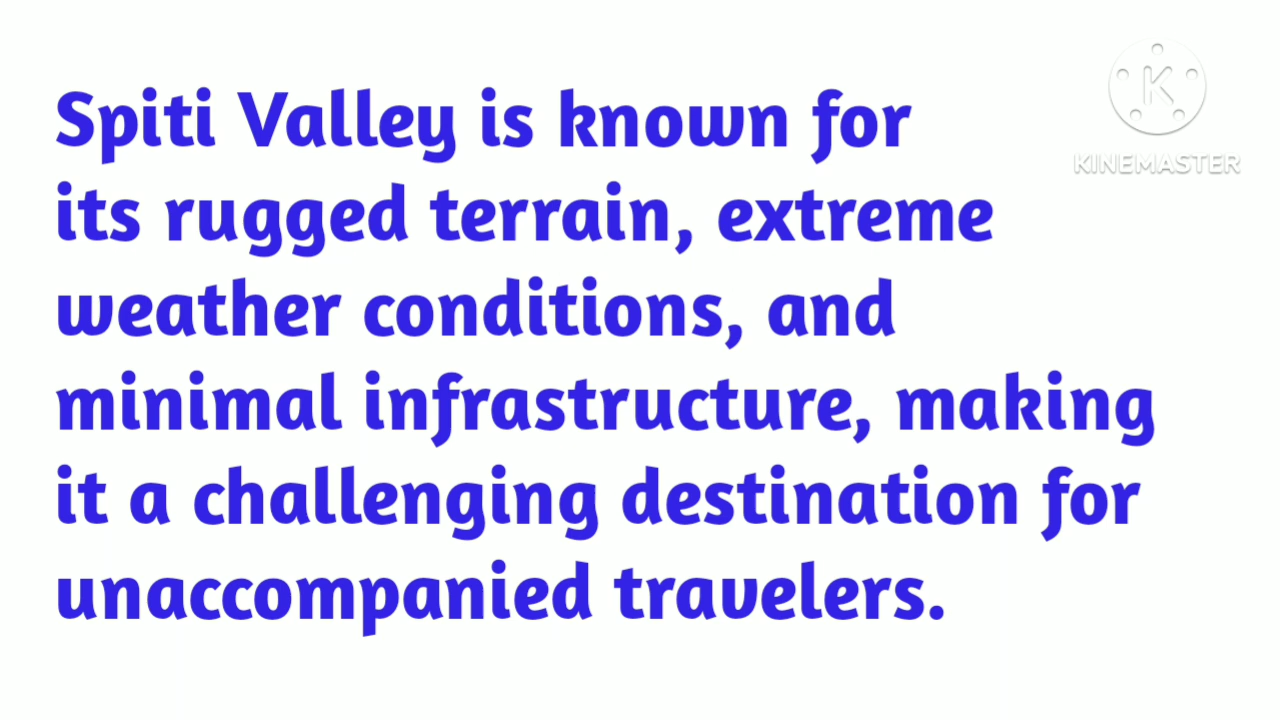 Spiti Valley is known for
its rugged terrain, extreme
weather conditions, and
minimal infrastructure, making
it a challenging destination for
unaccompanied travelers.
K
KINEMASTER